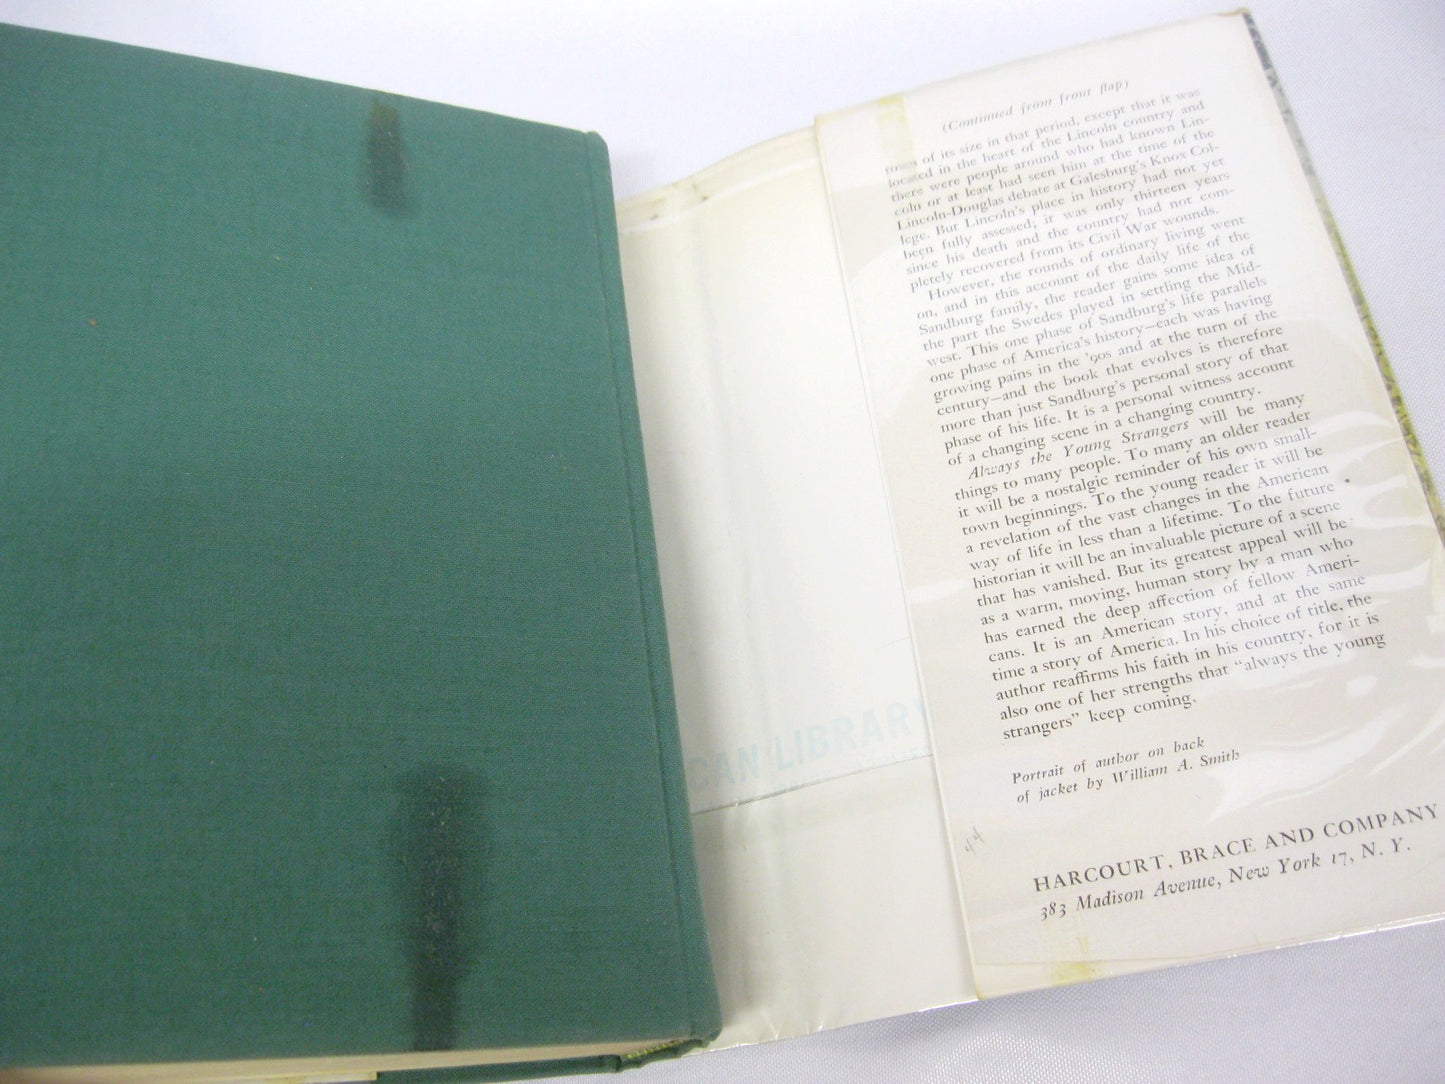 (Continued from front flap)
town of its size in that period, except that it was
located in the heart of the Lincoln country and
there were people around who had known Lin-
coln or at least had seen him at the time of the
Lincoln-Douglas debate at Galesburg's Knox Col-
lege. But Lincoln's place in history had not yet
been fully assessed; it was only thirteen years
since his death and the country had not com-
pletely recovered from its Civil War wounds.
However, the rounds of ordinary living went
on, and in this account of the daily life of the
Sandburg family, the reader gains some idea of
the part the Swedes played in settling the Mid-
west. This one phase of Sandburg's life parallels
one phase of America's history—each was having
growing pains in the '90s and at the turn of the
century—and the book that evolves is therefore
more than just Sandburg's personal story of that
phase of his life. It is a personal witness account
of a changing scene in a changing country.
Always the Young Strangers will be many
things to many people. To many an older reader
it will be a nostalgic reminder of his own small-
town beginnings. To the young reader it will be
a revelation of the vast changes in the American
way of life in less than a lifetime. To the future
historian it will be an invaluable picture of a scene
that has vanished. But its greatest appeal will be
as a warm, moving, human story by a man who
has earned the deep affection of fellow Ameri-
cans. It is an American story, and at the same
time a story of America. In his choice of title, the
author reaffirms his faith in his country, for it is
also one of her strengths that "always the young
strangers" keep coming.
Portrait of author on back
of jacket by William A. Smith
HARCOURT, BRACE AND COMPANY
383 Madison Avenue, New York 17, N. Y.
CAN LIBRARY